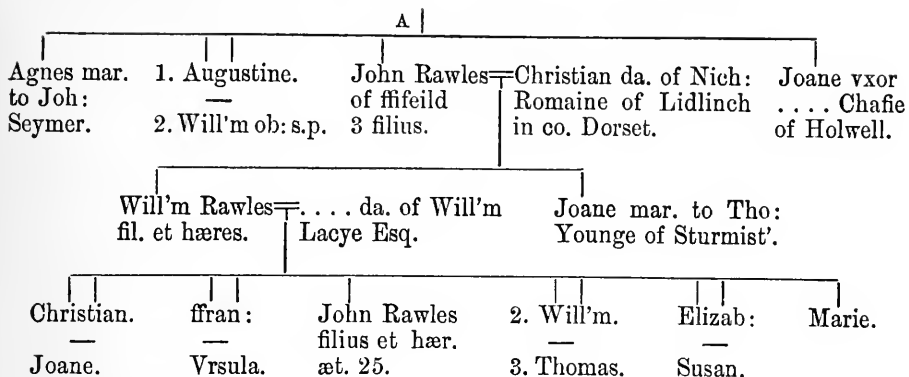 A
Agnes mar.
to Joh:
Seymer.
1. Augustine.
—
2. Will'm ob: s.p.
John Rawles
of ffifeild
3 filius.
Christian da. of Nich:
Romaine of Lidlinch
in co. Dorset.
Joane vxor
. . . . Chafie
of Holwell.
Will'm Rawles
fil. et hæres.
. . . . da. of Will'm
Lacye Esq.
Joane mar. to Tho:
Younge of Sturmist'.
Christian.
—
Joane.
ffran:
—
Vrsula.
John Rawles
filius et hær.
æt. 25.
2. Will'm.
—
3. Thomas.
Elizab:
—
Susan.
Marie.